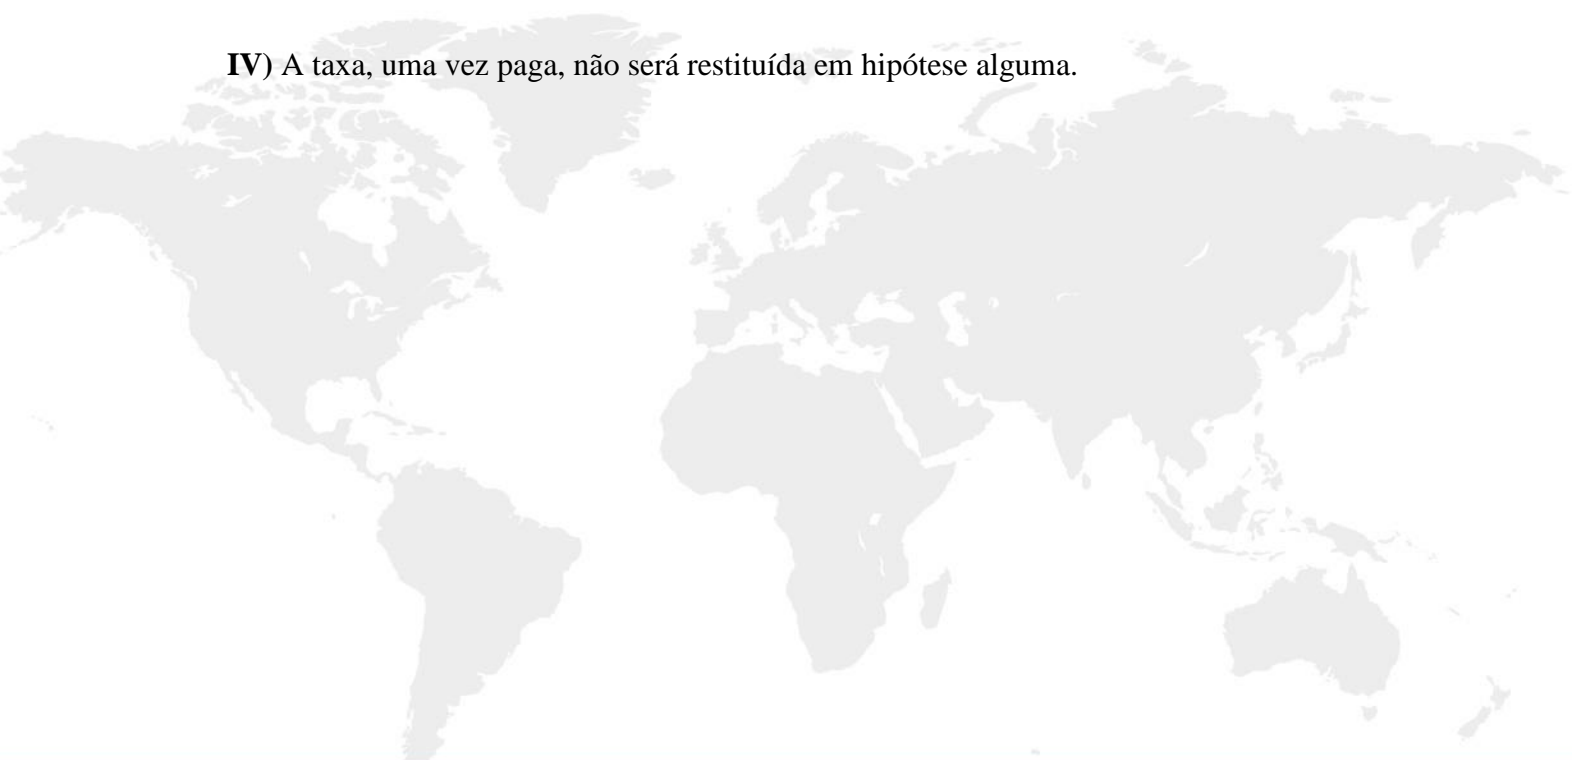 IV) A taxa, uma vez paga, não será restituída em hipótese alguma.